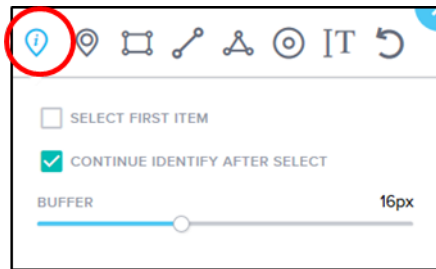 i
[T
SELECT FIRST ITEM
CONTINUE IDENTIFY AFTER SELECT
BUFFER 16px